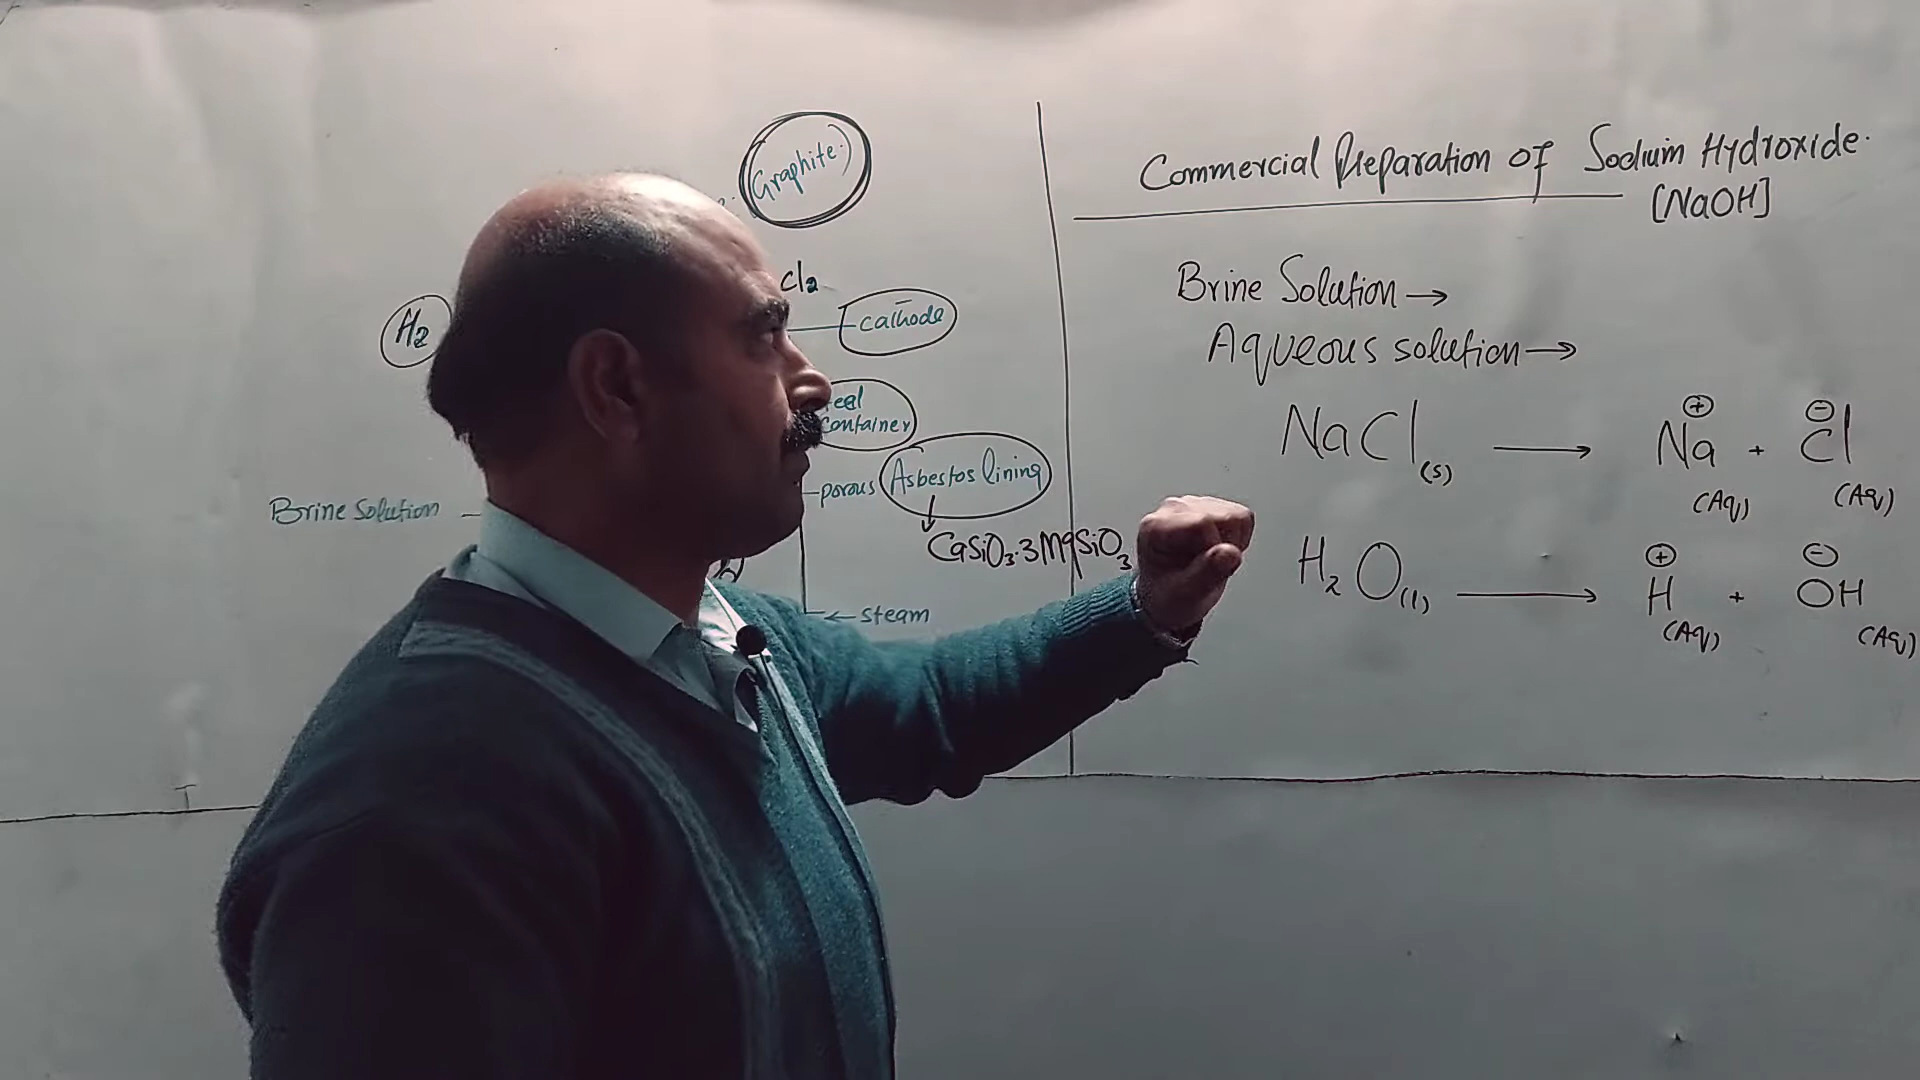 Graphite.)
Cl₂
H₂
cathode
container
porous Asbestos lining
Brine Solution
CaSiO₃.3MgSiO₃
steam
Commercial Preparation of Sodium Hydroxide.
[NaOH]
Brine Solution →
Aqueous solution →
NaCl(s) → Na⊕ + Cl⊖
(Aq) (Aq)
H₂O(l) → H⊕ + OH⊖
(Aq) (Aq)